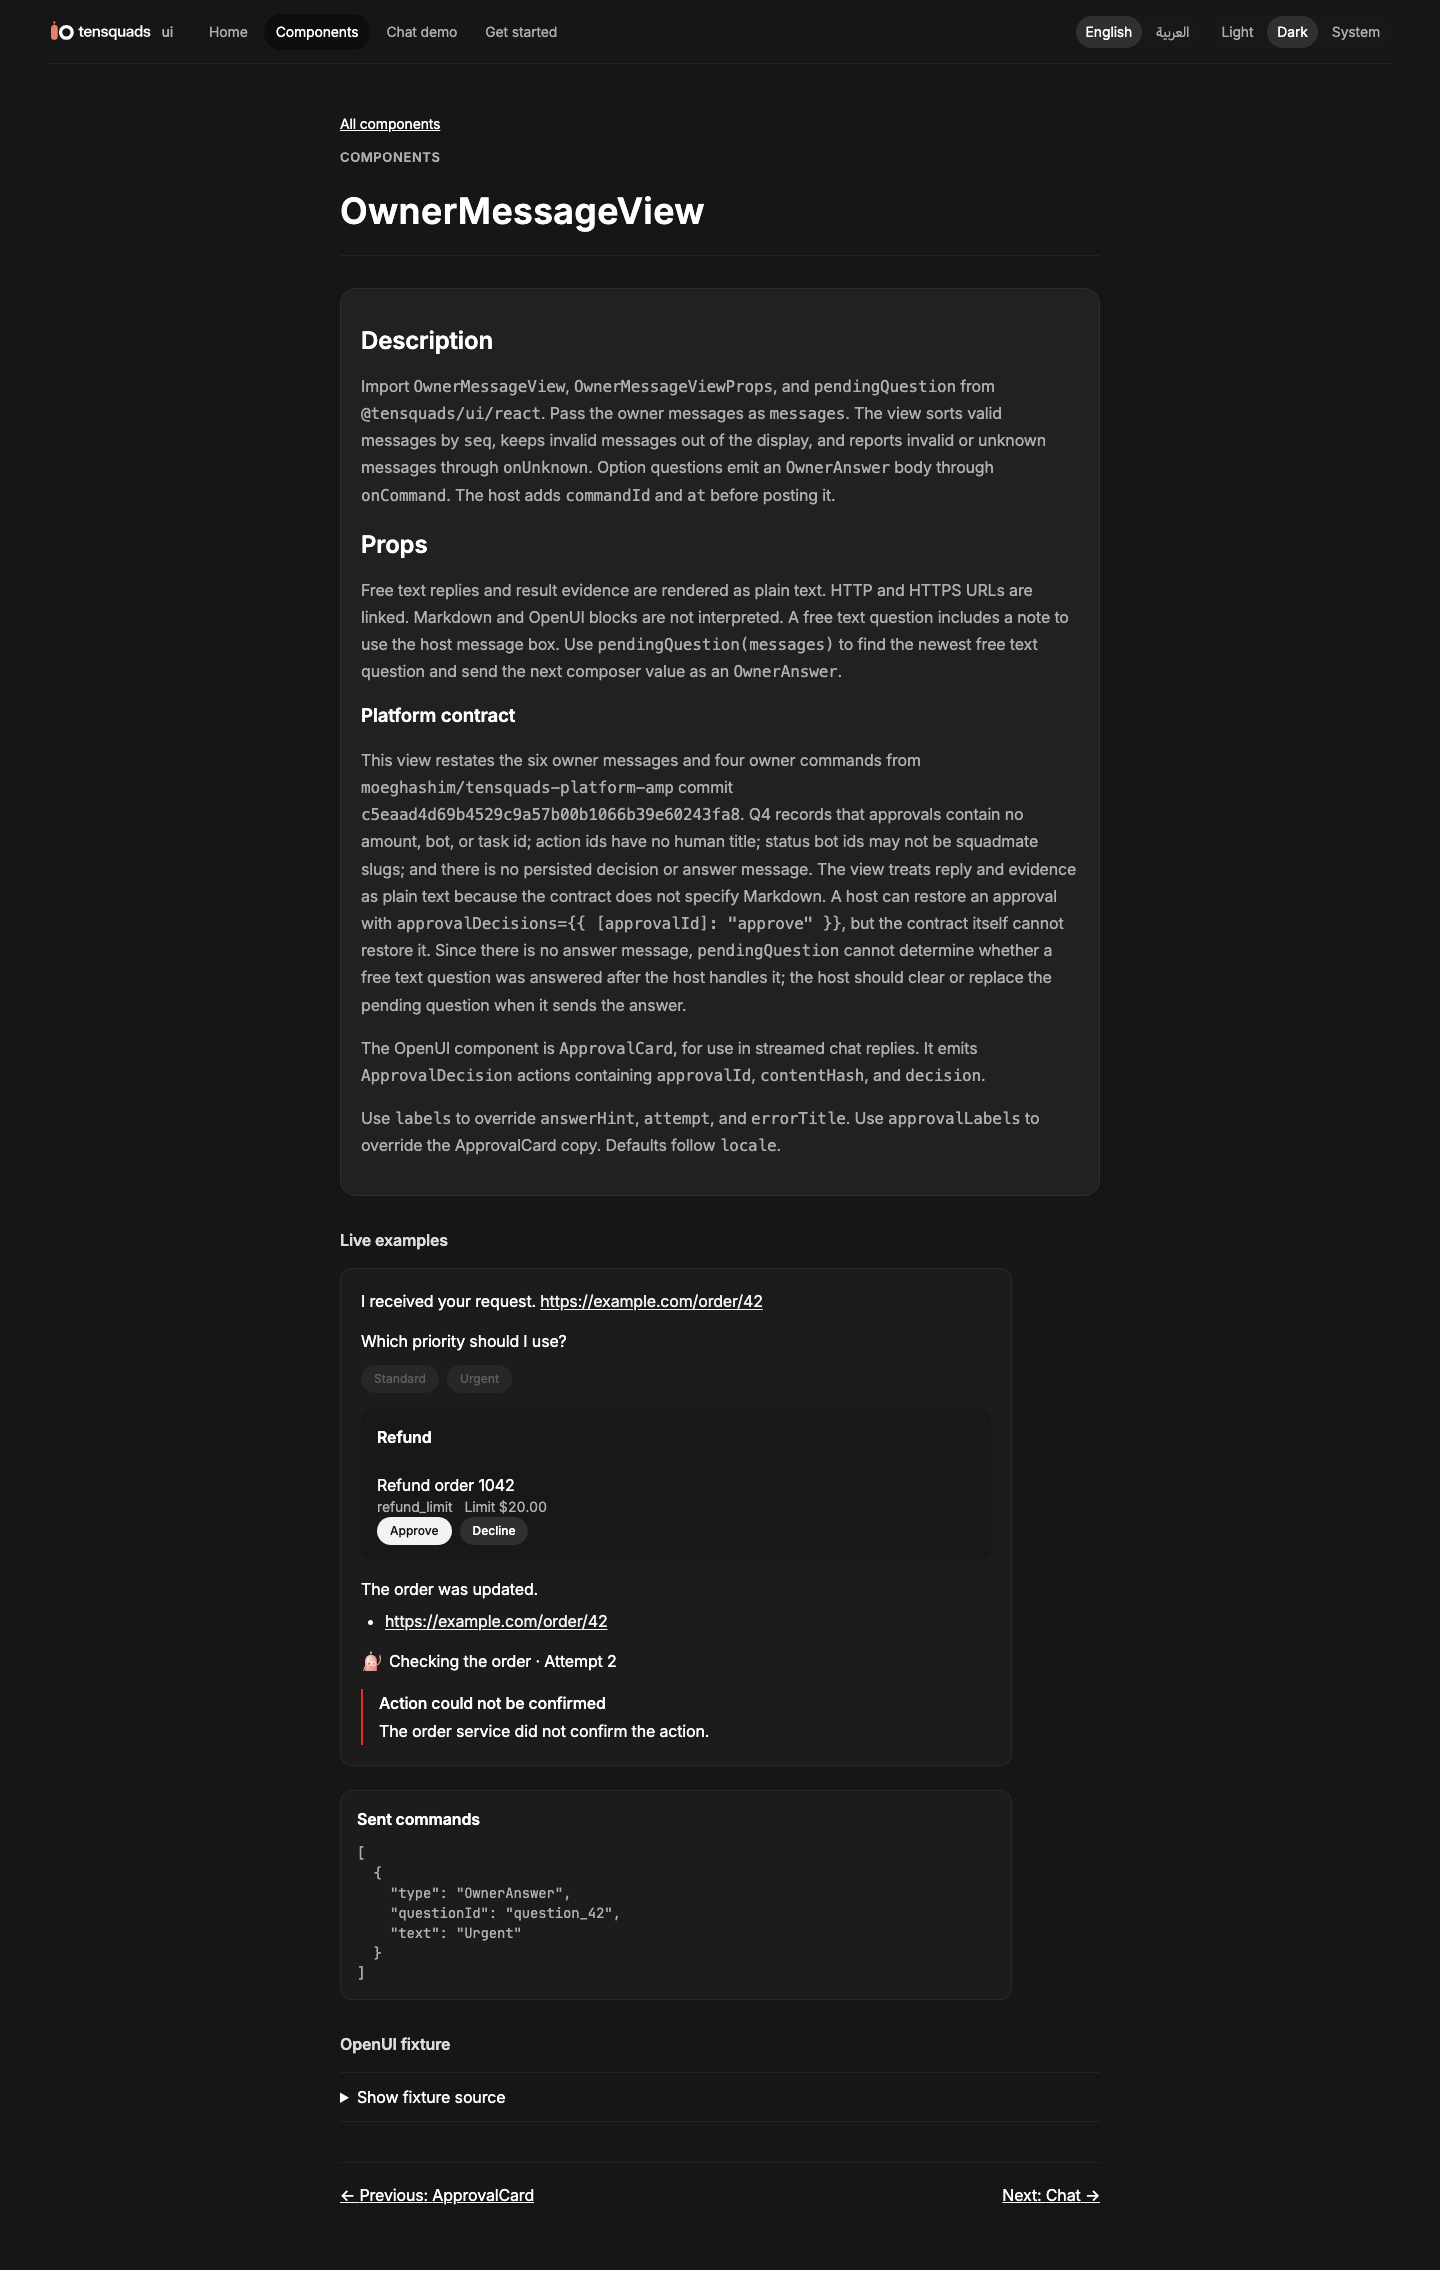 tensquads ui
Home
Components
Chat demo
Get started
English
العربية
Light
Dark
System
All components
COMPONENTS
OwnerMessageView
Description
Import OwnerMessageView, OwnerMessageViewProps, and pendingQuestion from
@tensquads/ui/react. Pass the owner messages as messages. The view sorts valid
messages by seq, keeps invalid messages out of the display, and reports invalid or unknown
messages through onUnknown. Option questions emit an OwnerAnswer body through
onCommand. The host adds commandId and at before posting it.
Props
Free text replies and result evidence are rendered as plain text. HTTP and HTTPS URLs are
linked. Markdown and OpenUI blocks are not interpreted. A free text question includes a note to
use the host message box. Use pendingQuestion(messages) to find the newest free text
question and send the next composer value as an OwnerAnswer.
Platform contract
This view restates the six owner messages and four owner commands from
moeghashim/tensquads-platform-amp commit
c5eaad4d69b4529c9a57b00b1066b39e60243fa8. Q4 records that approvals contain no
amount, bot, or task id; action ids have no human title; status bot ids may not be squadmate
slugs; and there is no persisted decision or answer message. The view treats reply and evidence
as plain text because the contract does not specify Markdown. A host can restore an approval
with approvalDecisions={{ [approvalId]: "approve" }}, but the contract itself cannot
restore it. Since there is no answer message, pendingQuestion cannot determine whether a
free text question was answered after the host handles it; the host should clear or replace the
pending question when it sends the answer.
The OpenUI component is ApprovalCard, for use in streamed chat replies. It emits
ApprovalDecision actions containing approvalId, contentHash, and decision.
Use labels to override answerHint, attempt, and errorTitle. Use approvalLabels to
override the ApprovalCard copy. Defaults follow locale.
Live examples
I received your request. https://example.com/order/42
Which priority should I use?
Standard
Urgent
Refund
Refund order 1042
refund_limit Limit $20.00
Approve
Decline
The order was updated.
• https://example.com/order/42
Checking the order · Attempt 2
Action could not be confirmed
The order service did not confirm the action.
Sent commands
[
{
"type": "OwnerAnswer",
"questionId": "question_42",
"text": "Urgent"
}
]
OpenUI fixture
▶ Show fixture source
← Previous: ApprovalCard
Next: Chat →